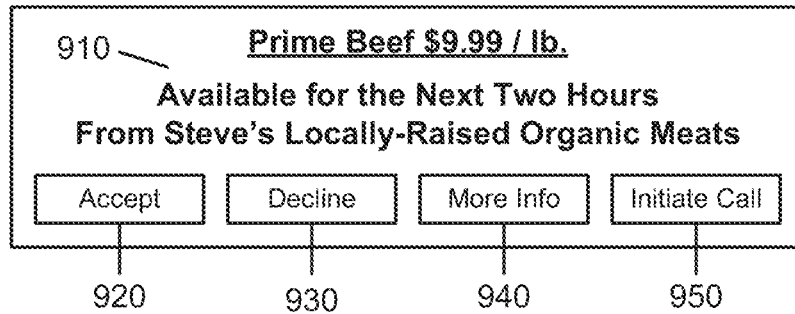 Prime Beef $9.99 / lb.
910
Available for the Next Two Hours
From Steve's Locally-Raised Organic Meats
Accept Decline More Info Initiate Call
920 930 940 950